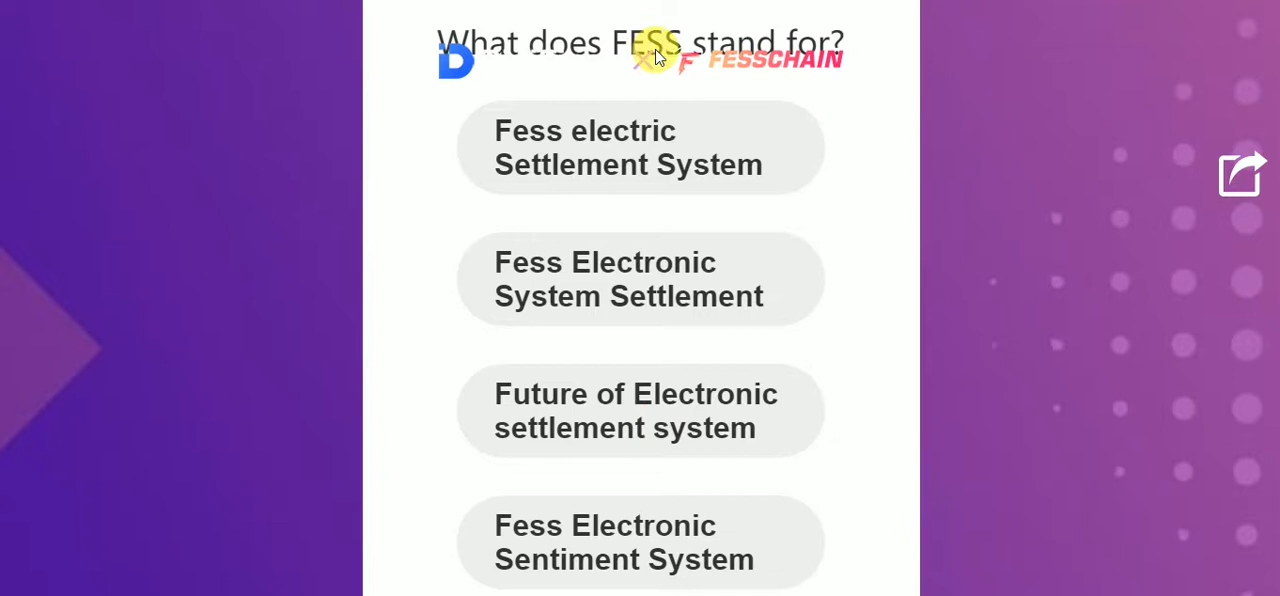 What does FESS stand for?
FESSCHAIN
Fess electric
Settlement System
Fess Electronic
System Settlement
Future of Electronic
settlement system
Fess Electronic
Sentiment System